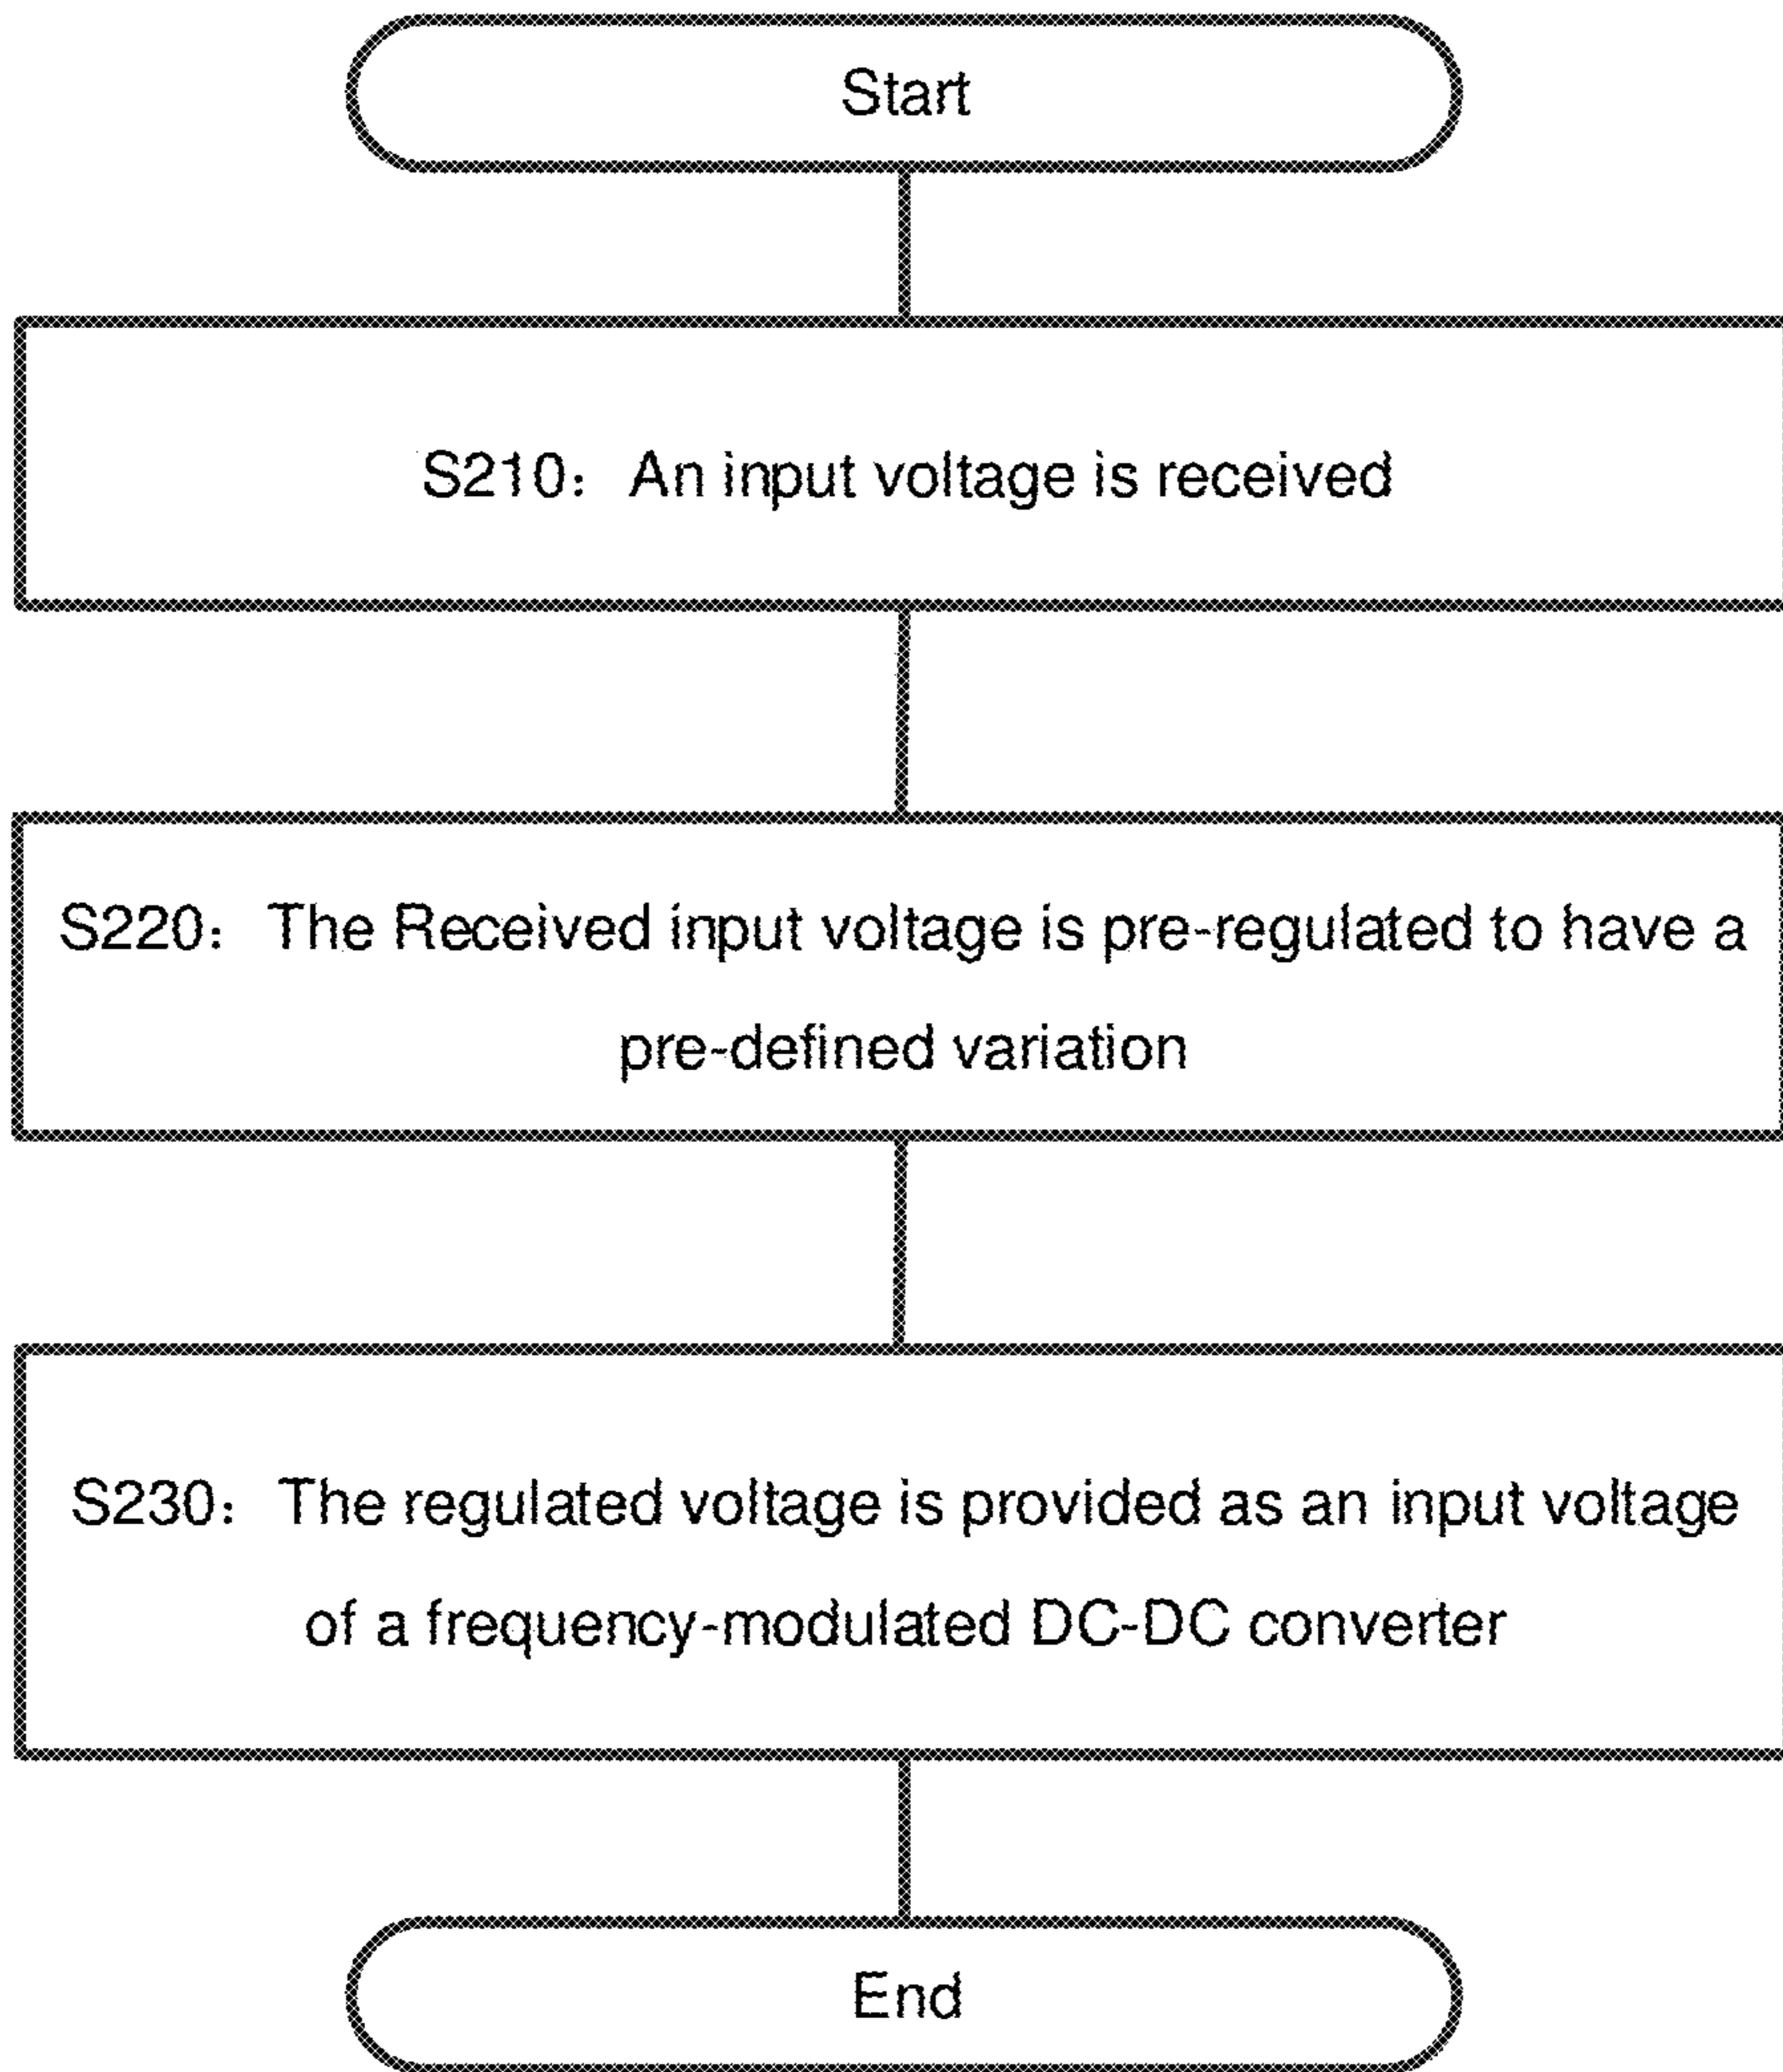 Start
S210: An input voltage is received
S220: The Received input voltage is pre-regulated to have a
pre-defined variation
S230: The regulated voltage is provided as an input voltage
of a frequency-modulated DC-DC converter
End